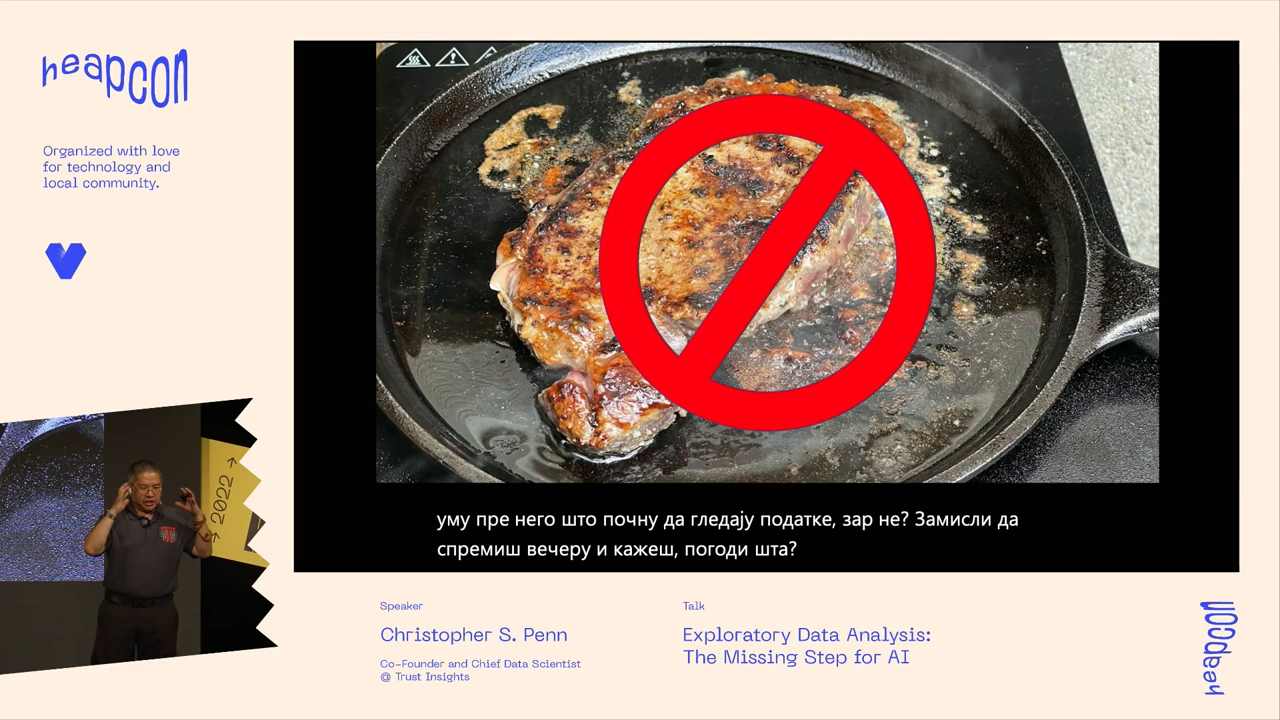 heapcon
Organized with love
for technology and
local community.
уму пре него што почну да гледају податке, зар не? Замисли да
спремиш вечеру и кажеш, погоди шта?
2022
Speaker
Christopher S. Penn
Co-Founder and Chief Data Scientist
@ Trust Insights
Talk
Exploratory Data Analysis:
The Missing Step for AI
heapcon